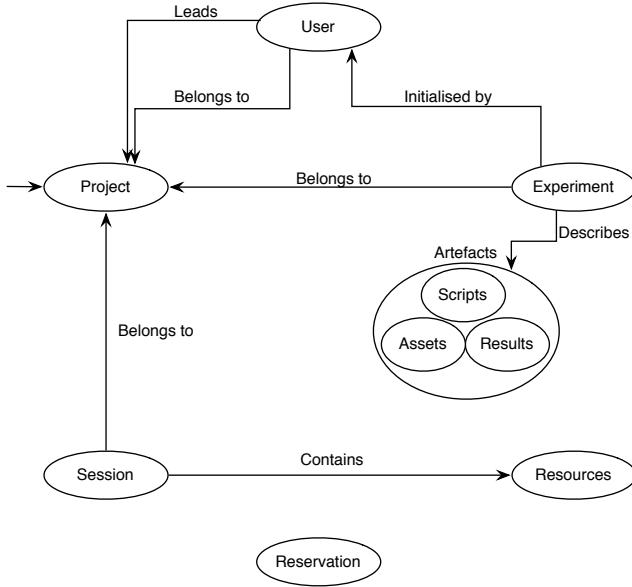 Leads
User
Belongs to
Initialised by
Project
Belongs to
Experiment
Describes
Artefacts
Scripts
Assets
Results
Belongs to
Session
Contains
Resources
Reservation